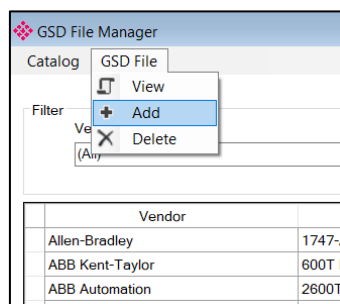 GSD File Manager
Catalog GSD File
View
Filter
Add
Delete
(All)
Vendor
Allen-Bradley 1747-
ABB Kent-Taylor 600T
ABB Automation 2600T